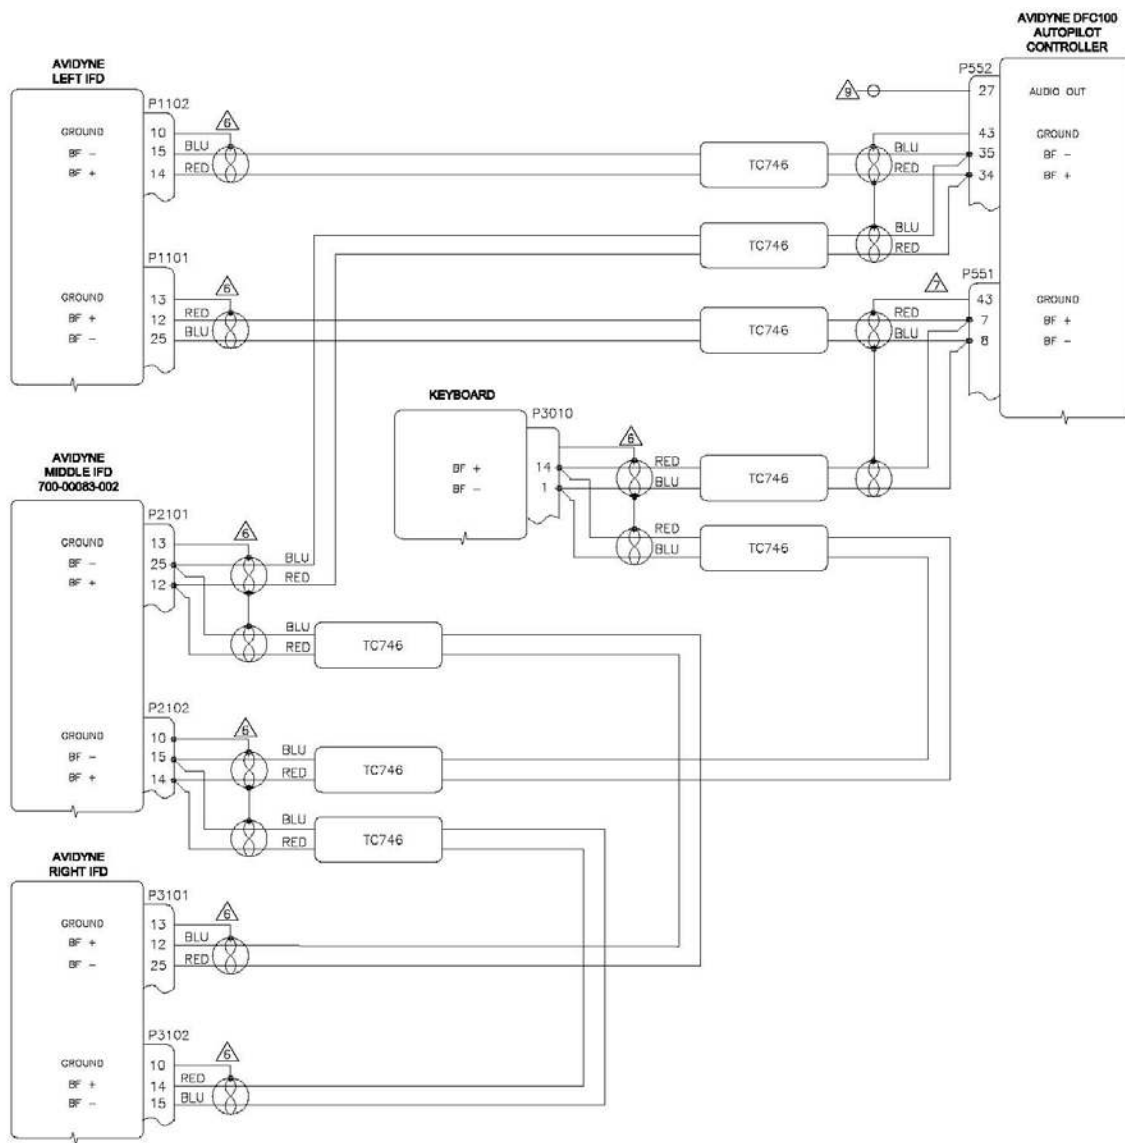 AVIDYNE DFC100
AUTOPILOT
CONTROLLER
AVIDYNE
LEFT IFD
P552
27 AUDIO OUT
9
P1102
GROUND 10
6
BF - 15 BLU
BF + 14 RED
TC746
43 GROUND
BLU 35 BF -
RED 34 BF +
TC746
BLU
RED
P1101
GROUND 13
6
BF + 12 RED
BF - 25 BLU
TC746
P551
7
43 GROUND
RED 7 BF +
BLU 8 BF -
KEYBOARD
P3010
6
BF + 14 RED
BF - 1 BLU
TC746
RED
BLU
TC746
AVIDYNE
MIDDLE IFD
700-00083-002
P2101
GROUND 13
6
BF - 25 BLU
BF + 12 RED
BLU
RED
TC746
P2102
GROUND 10
6
BF - 15 BLU
BF + 14 RED
TC746
BLU
RED
TC746
AVIDYNE
RIGHT IFD
P3101
GROUND 13
6
BF + 12 BLU
BF - 25 RED
P3102
GROUND 10
6
BF + 14 RED
BF - 15 BLU